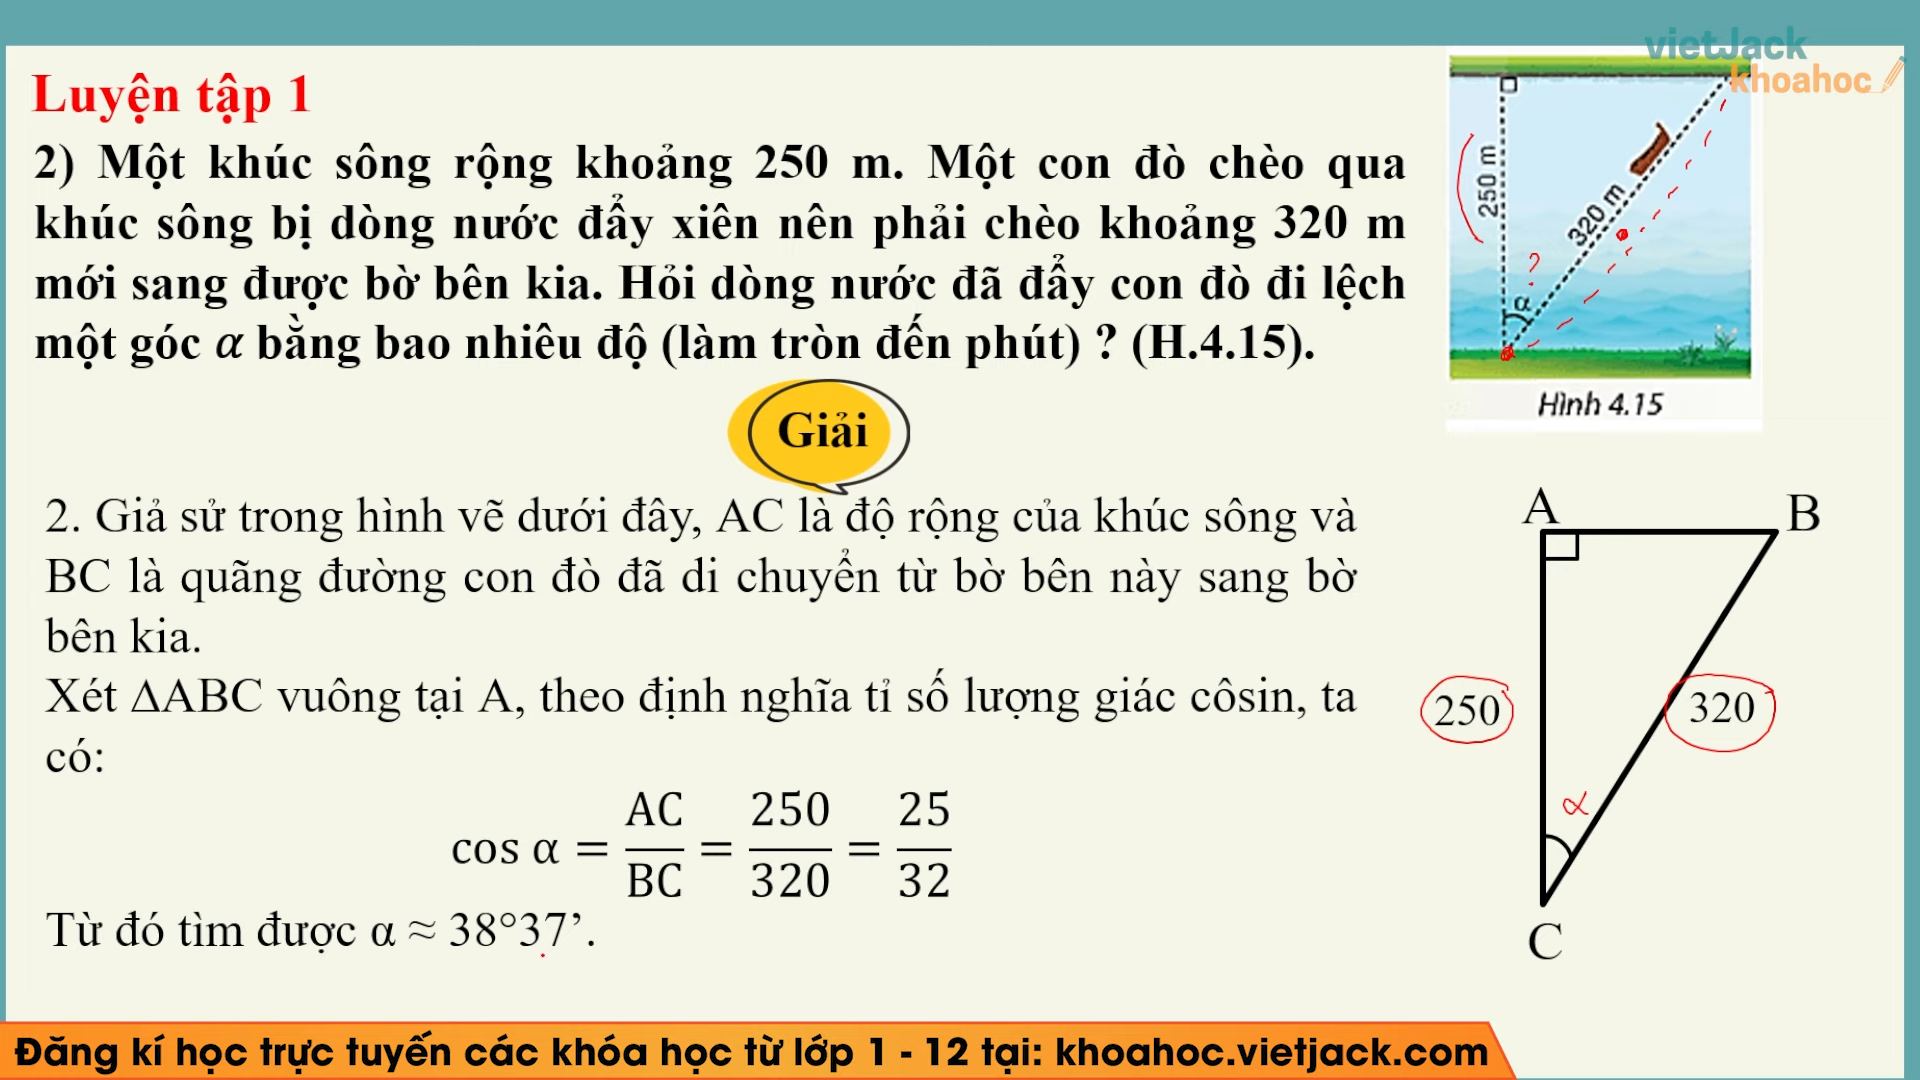 vietJack
khoahoc
Luyện tập 1
2) Một khúc sông rộng khoảng 250 m. Một con đò chèo qua
khúc sông bị dòng nước đẩy xiên nên phải chèo khoảng 320 m
mới sang được bờ bên kia. Hỏi dòng nước đã đẩy con đò đi lệch
một góc α bằng bao nhiêu độ (làm tròn đến phút) ? (H.4.15).
250 m
320 m
?
α
Hình 4.15
Giải
2. Giả sử trong hình vẽ dưới đây, AC là độ rộng của khúc sông và
BC là quãng đường con đò đã di chuyển từ bờ bên này sang bờ
bên kia.
Xét ΔABC vuông tại A, theo định nghĩa tỉ số lượng giác côsin, ta
có:
cos α = AC/BC = 250/320 = 25/32
Từ đó tìm được α ≈ 38°37’.
A
B
250
320
α
C
Đăng kí học trực tuyến các khóa học từ lớp 1 - 12 tại: khoahoc.vietjack.com